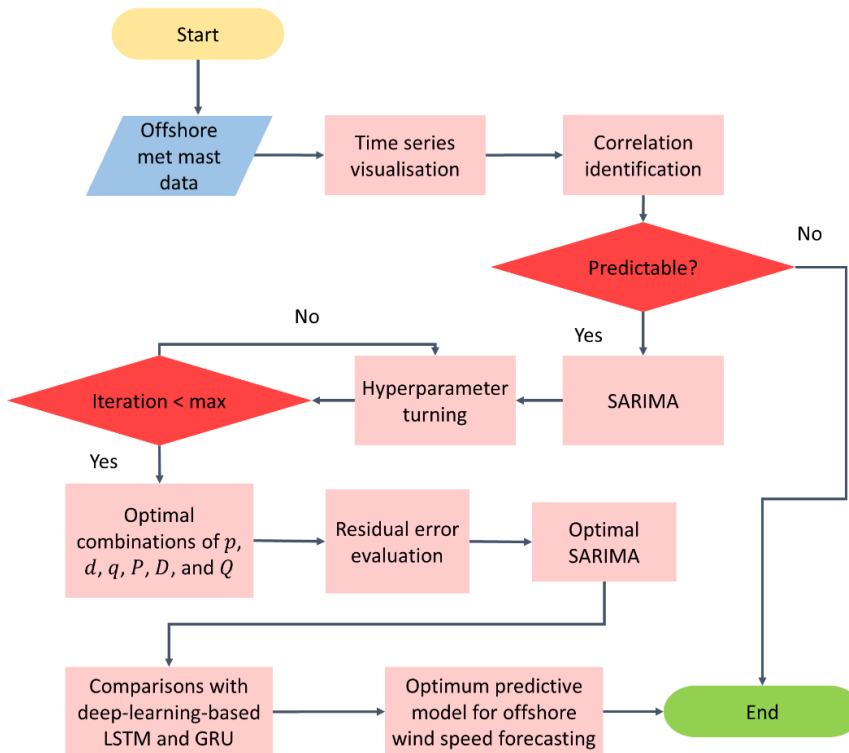 Start
Offshore
met mast
data
Time series
visualisation
Correlation
identification
Predictable?
No
Yes
SARIMA
Hyperparameter
turning
No
Iteration < max
Yes
Optimal
combinations of p,
d, q, P, D, and Q
Residual error
evaluation
Optimal
SARIMA
Comparisons with
deep-learning-based
LSTM and GRU
Optimum predictive
model for offshore
wind speed forecasting
End